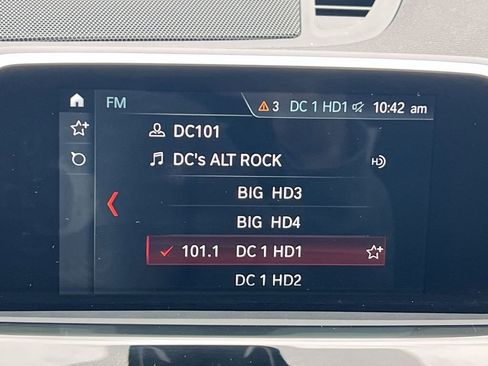 FM 3 DC 1 HD1 10:42 am
DC101
DC's ALT ROCK HD
BIG HD3
BIG HD4
101.1 DC 1 HD1
DC 1 HD2